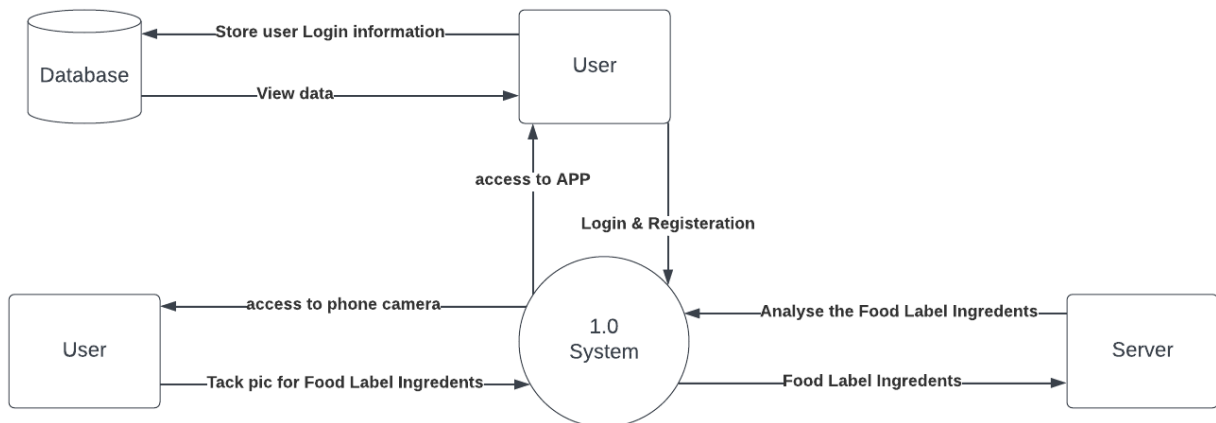 Store user Login information
Database
User
View data
access to APP
Login & Registeration
access to phone camera
Analyse the Food Label Ingredents
1.0
System
User
Server
Tack pic for Food Label Ingredents
Food Label Ingredents